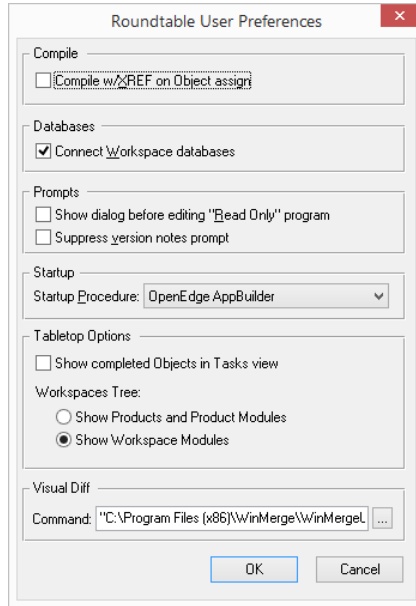 Roundtable User Preferences
Compile
Compile w/XREF on Object assign
Databases
Connect Workspace databases
Prompts
Show dialog before editing "Read Only" program
Suppress version notes prompt
Startup
Startup Procedure: OpenEdge AppBuilder
Tabletop Options
Show completed Objects in Tasks view
Workspaces Tree:
Show Products and Product Modules
Show Workspace Modules
Visual Diff
Command: "C:\Program Files (x86)\WinMerge\WinMergeU ...
OK Cancel